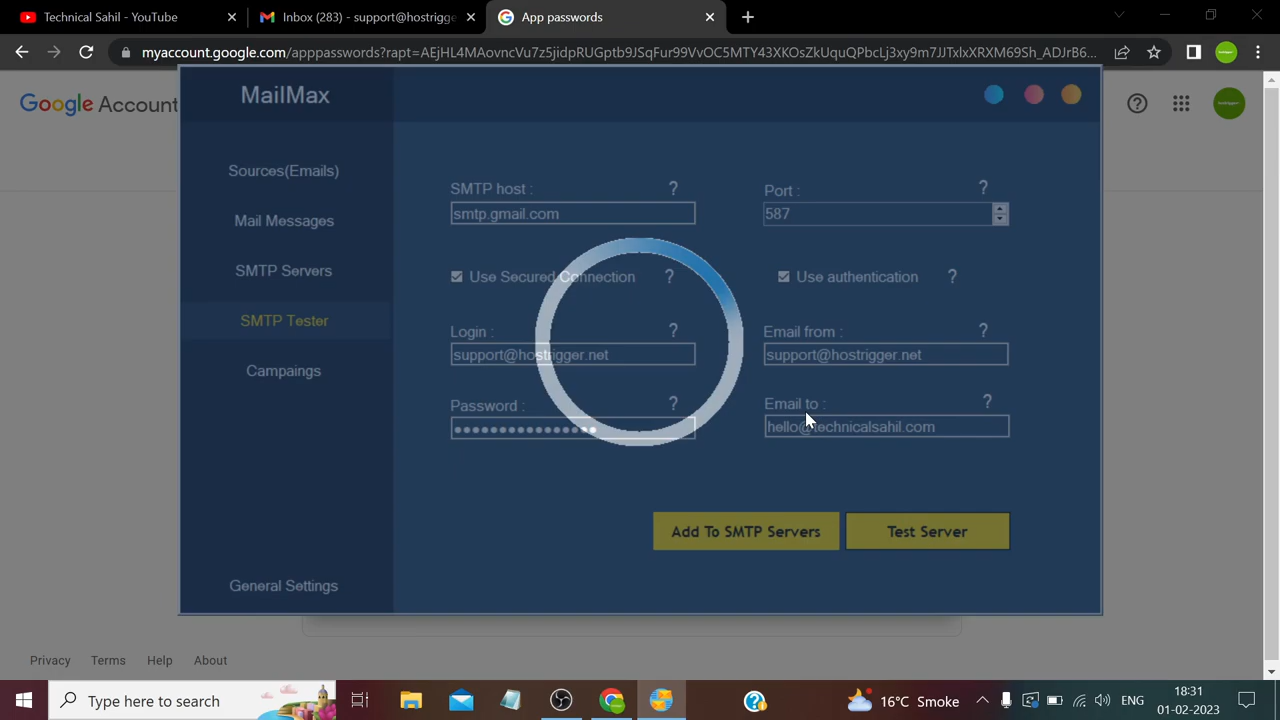 Technical Sahil - YouTube
Inbox (283) - support@hostrigge
App passwords
myaccount.google.com/apppasswords?rapt=AEjHL4MAovncVu7z5jidpRUGptb9JSqFur99VvOC5MTY43XKOsZkUquQPbcLj3xy9m7JJTxlxXRXM69Sh_ADJrB6...
Google Account
MailMax
Sources(Emails)
Mail Messages
SMTP Servers
SMTP Tester
Campaings
General Settings
SMTP host : ?
smtp.gmail.com
Port : ?
587
Use Secured Connection ?
Use authentication ?
Login : ?
support@hostrigger.net
Email from : ?
support@hostrigger.net
Password : ?
Email to : ?
hello@technicalsahil.com
Add To SMTP Servers
Test Server
Privacy Terms Help About
Type here to search
16°C Smoke
ENG
18:31
01-02-2023